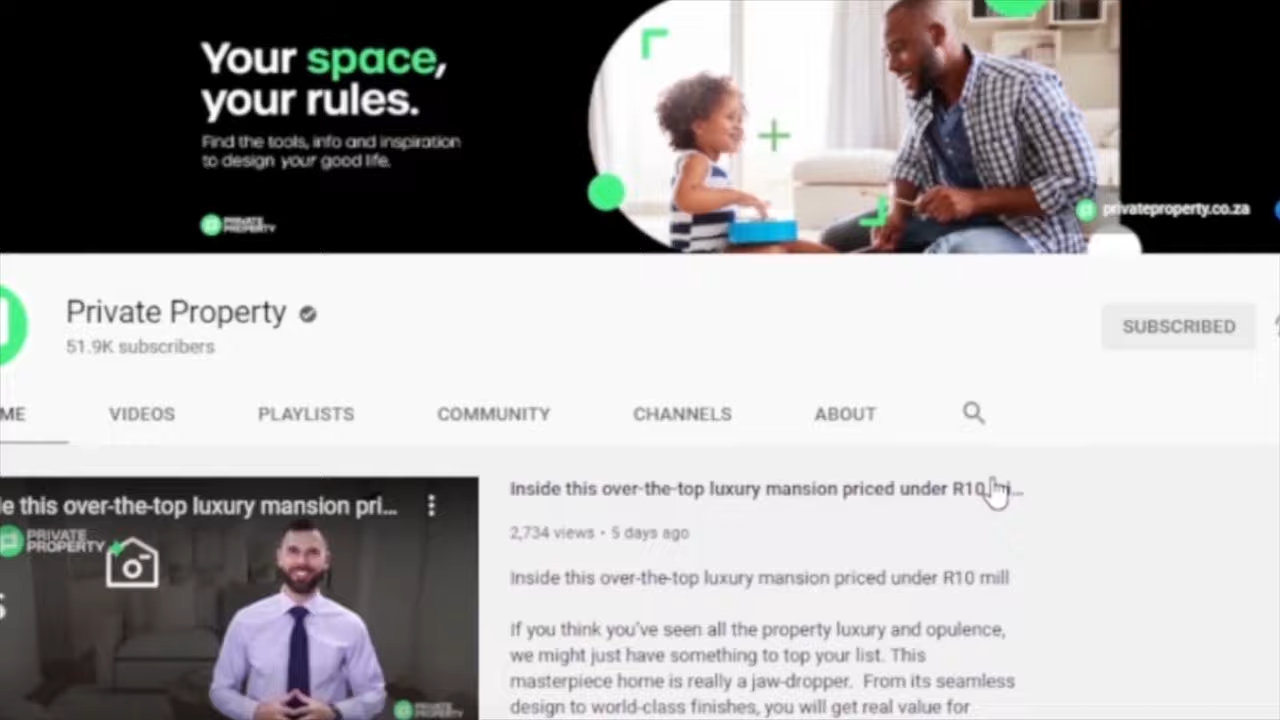 Your space,
your rules.
Find the tools, info and inspiration
to design your good life.
PRIVATE
PROPERTY
privateproperty.co.za
Private Property
51.9K subscribers
SUBSCRIBED
ME
VIDEOS
PLAYLISTS
COMMUNITY
CHANNELS
ABOUT
e this over-the-top luxury mansion pri...
PRIVATE
PROPERTY
PRIVATE
PROPERTY
Inside this over-the-top luxury mansion priced under R10 mi...
2,734 views • 5 days ago
Inside this over-the-top luxury mansion priced under R10 mill
If you think you've seen all the property luxury and opulence,
we might just have something to top your list. This
masterpiece home is really a jaw-dropper. From its seamless
design to world-class finishes, you will get real value for